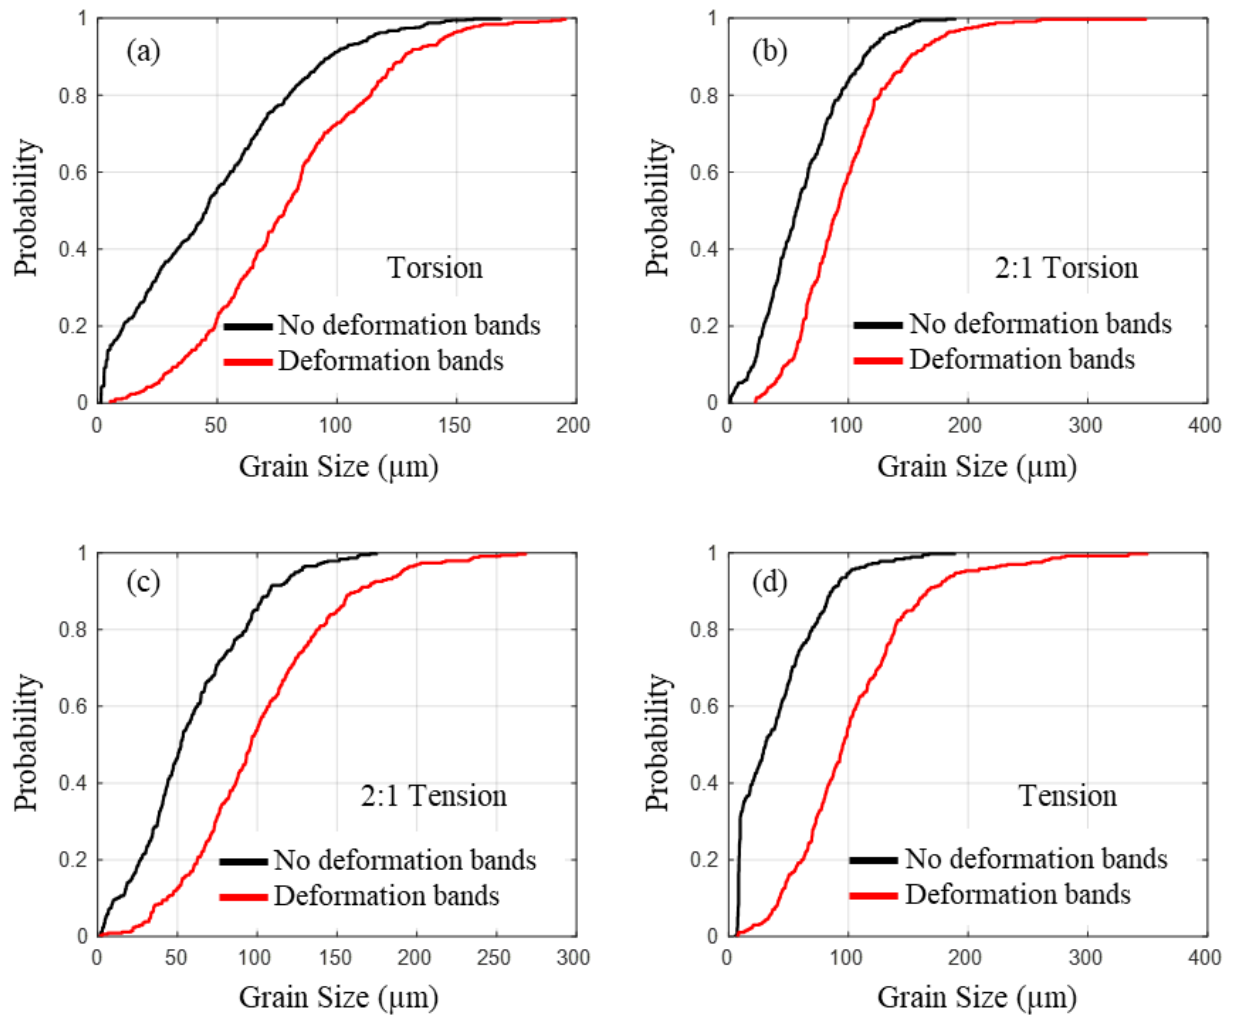 1
0.8
0.6
0.4
0.2
0
Probability
(a)
Torsion
No deformation bands
Deformation bands
0 50 100 150 200
Grain Size (µm)
1
0.8
0.6
0.4
0.2
0
Probability
(b)
2:1 Torsion
No deformation bands
Deformation bands
0 100 200 300 400
Grain Size (µm)
1
0.8
0.6
0.4
0.2
0
Probability
(c)
2:1 Tension
No deformation bands
Deformation bands
0 50 100 150 200 250 300
Grain Size (µm)
1
0.8
0.6
0.4
0.2
0
Probability
(d)
Tension
No deformation bands
Deformation bands
0 100 200 300 400
Grain Size (µm)